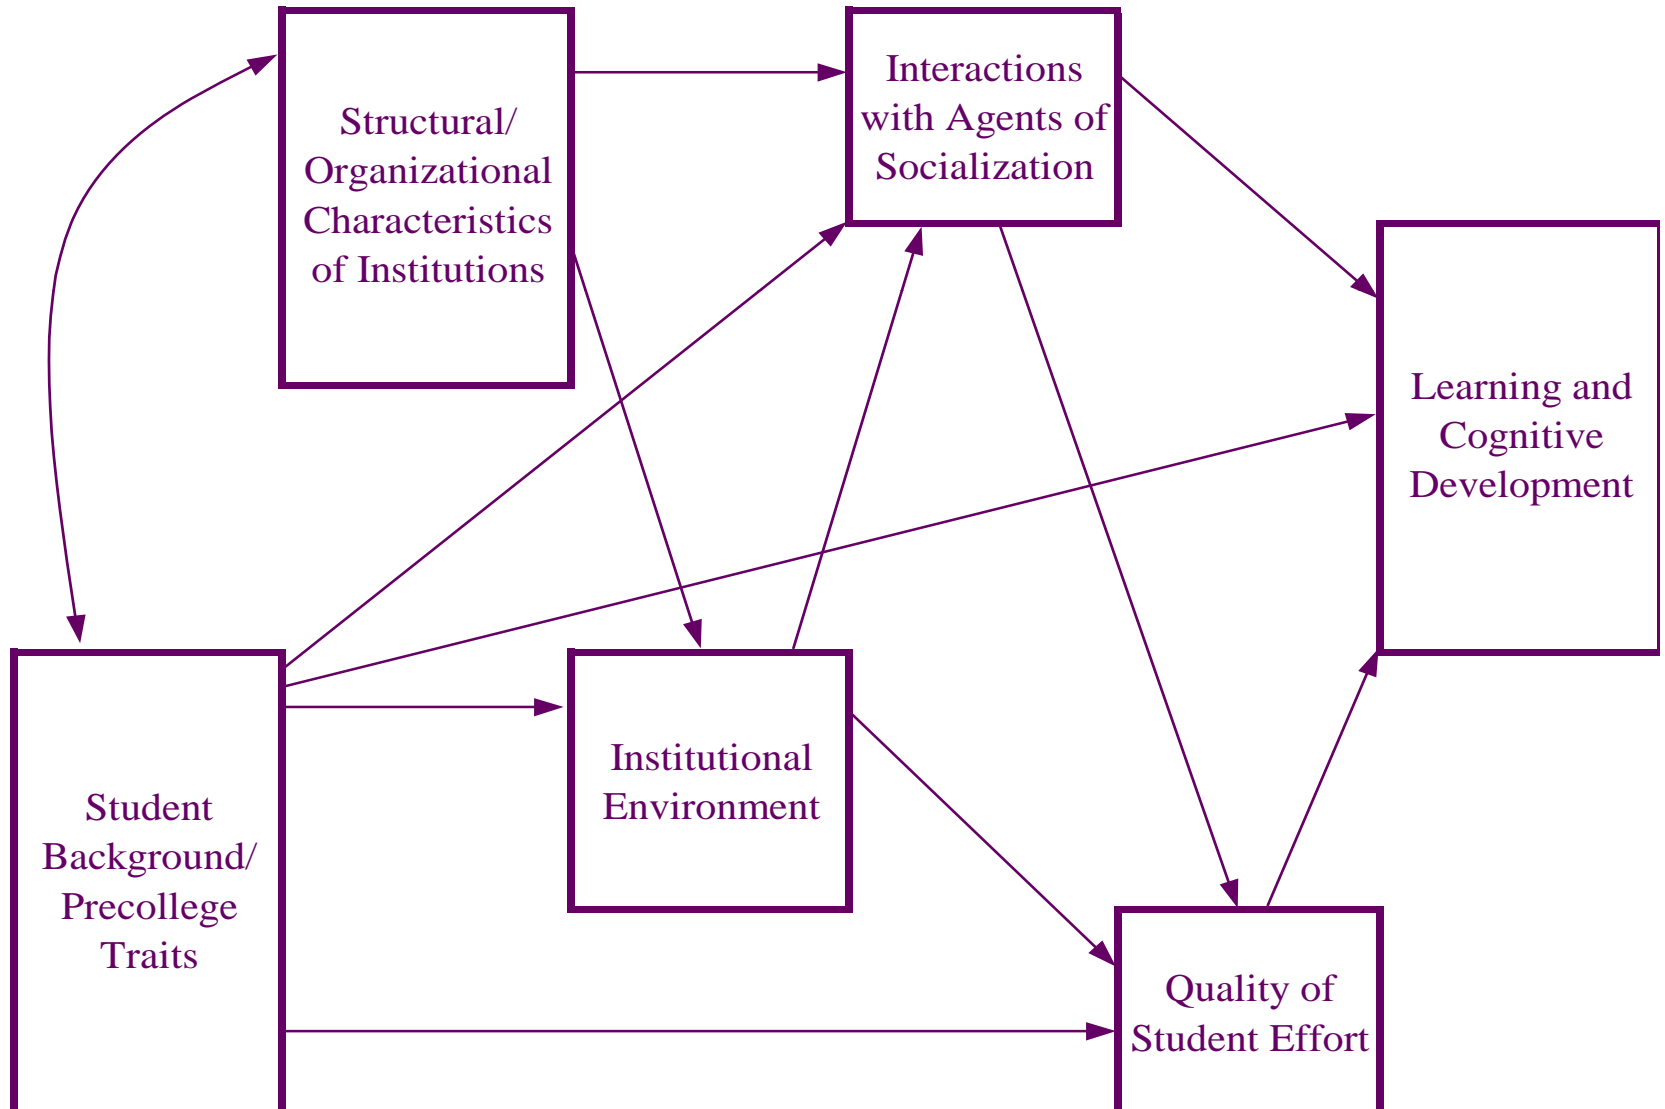 Structural/
Organizational
Characteristics
of Institutions
Interactions
with Agents of
Socialization
Learning and
Cognitive
Development
Student
Background/
Precollege
Traits
Institutional
Environment
Quality of
Student Effort